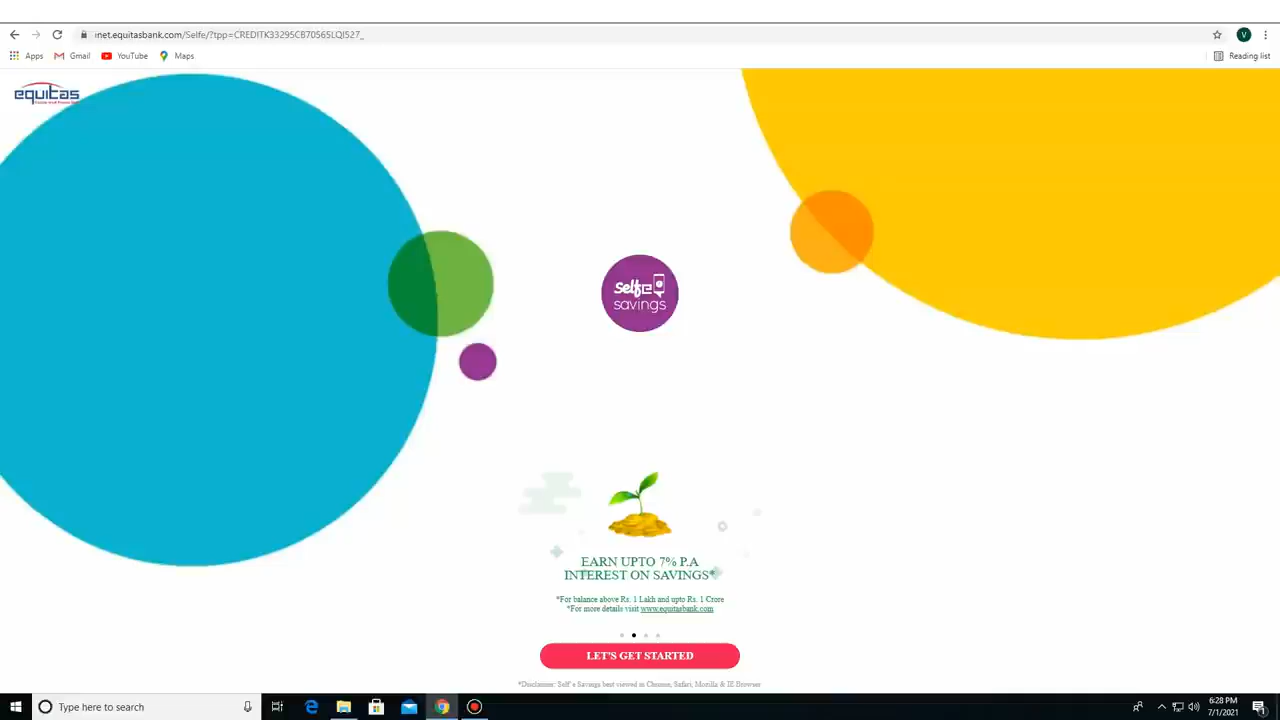 inet.equitasbank.com/Selfe/?tpp=CREDITK33295CB70565LQI527_
V
Apps Gmail YouTube Maps Reading list
equitas
Selfe
savings
EARN UPTO 7% P.A
INTEREST ON SAVINGS*
*For balance above Rs. 1 Lakh and upto Rs. 1 Crore
*For more details visit www.equitasbank.com
LET'S GET STARTED
*Disclaimer: Self e Savings best viewed in Chrome, Safari, Mozilla & IE Browser
Type here to search
6:28 PM
7/1/2021